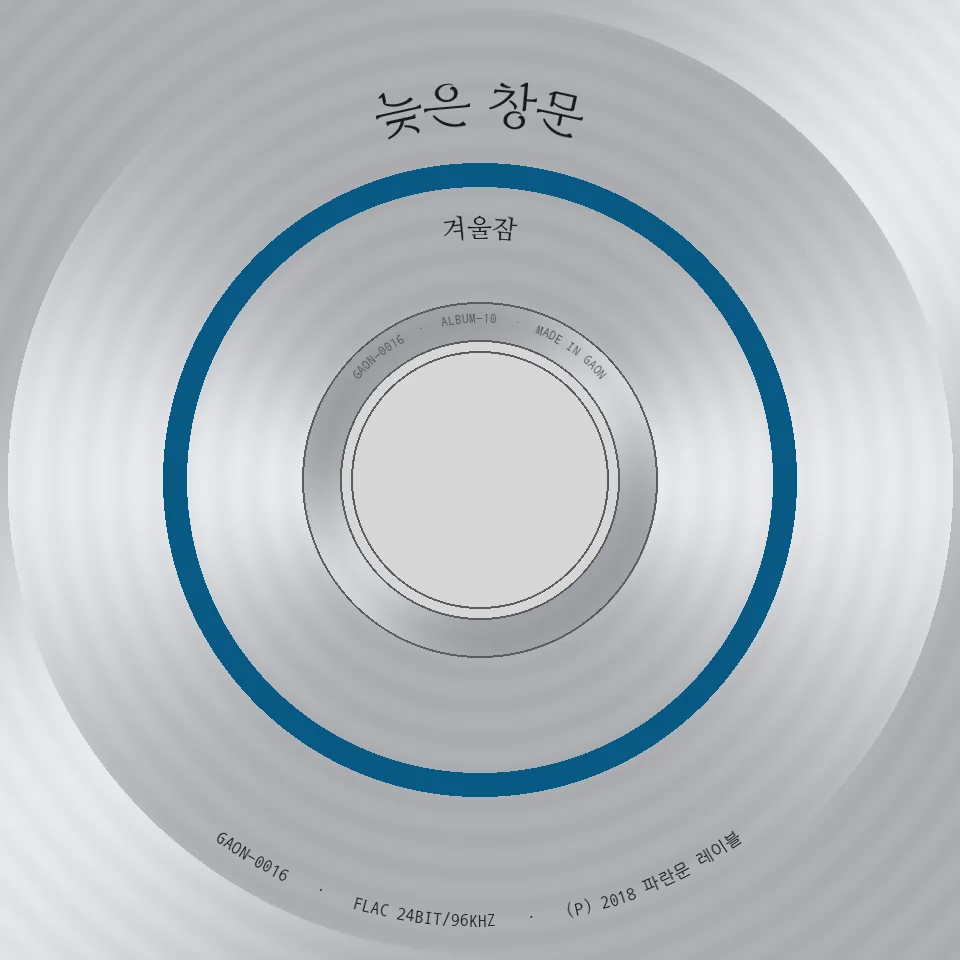 늦은 창문
겨울잠
GAON-0016 · ALBUM-10 · MADE IN GAON
GAON-0016 · FLAC 24BIT/96KHZ · (P) 2018 파란문 레이블